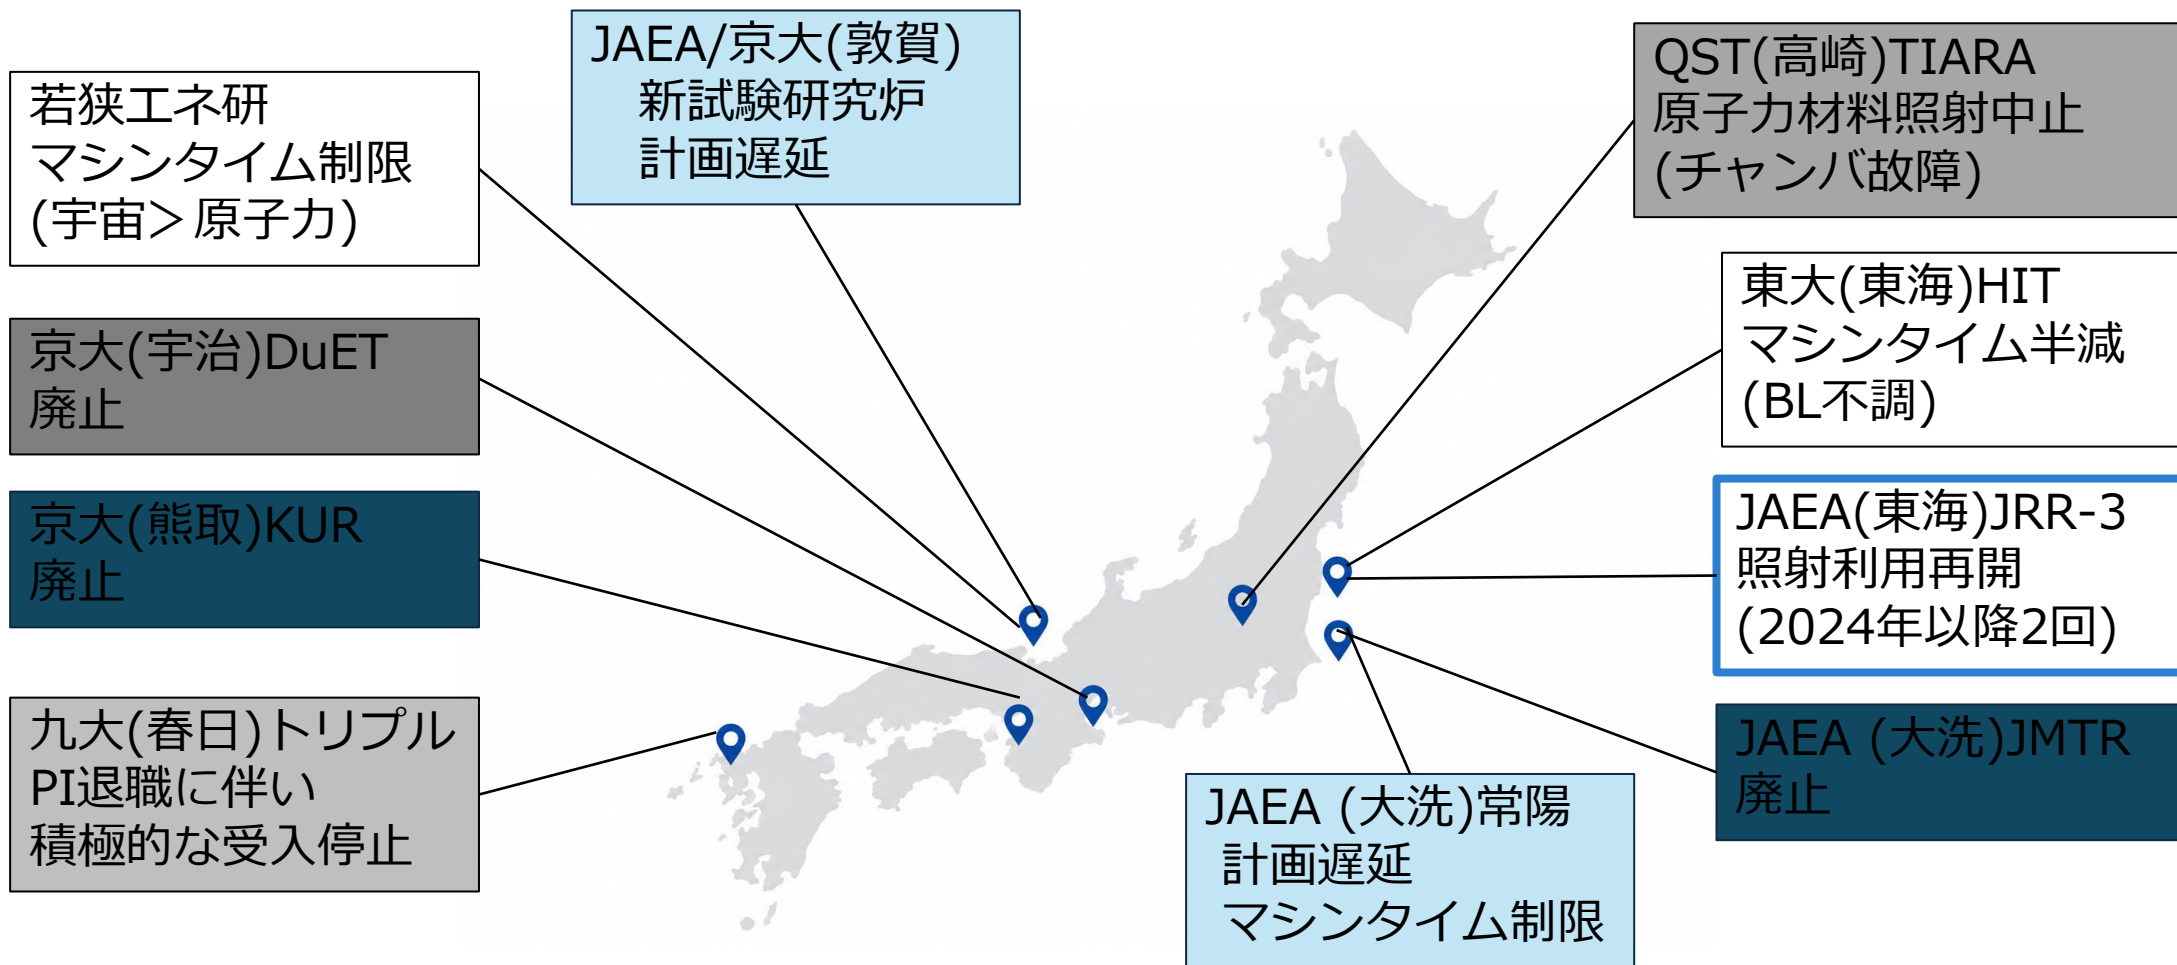 若狭エネ研
マシンタイム制限
(宇宙＞原子力)
JAEA/京大(敦賀)
新試験研究炉
計画遅延
QST(高崎)TIARA
原子力材料照射中止
(チャンバ故障)
東大(東海)HIT
マシンタイム半減
(BL不調)
京大(宇治)DuET
廃止
京大(熊取)KUR
廃止
JAEA(東海)JRR-3
照射利用再開
(2024年以降2回)
九大(春日)トリプル
PI退職に伴い
積極的な受入停止
JAEA (大洗)常陽
計画遅延
マシンタイム制限
JAEA (大洗)JMTR
廃止